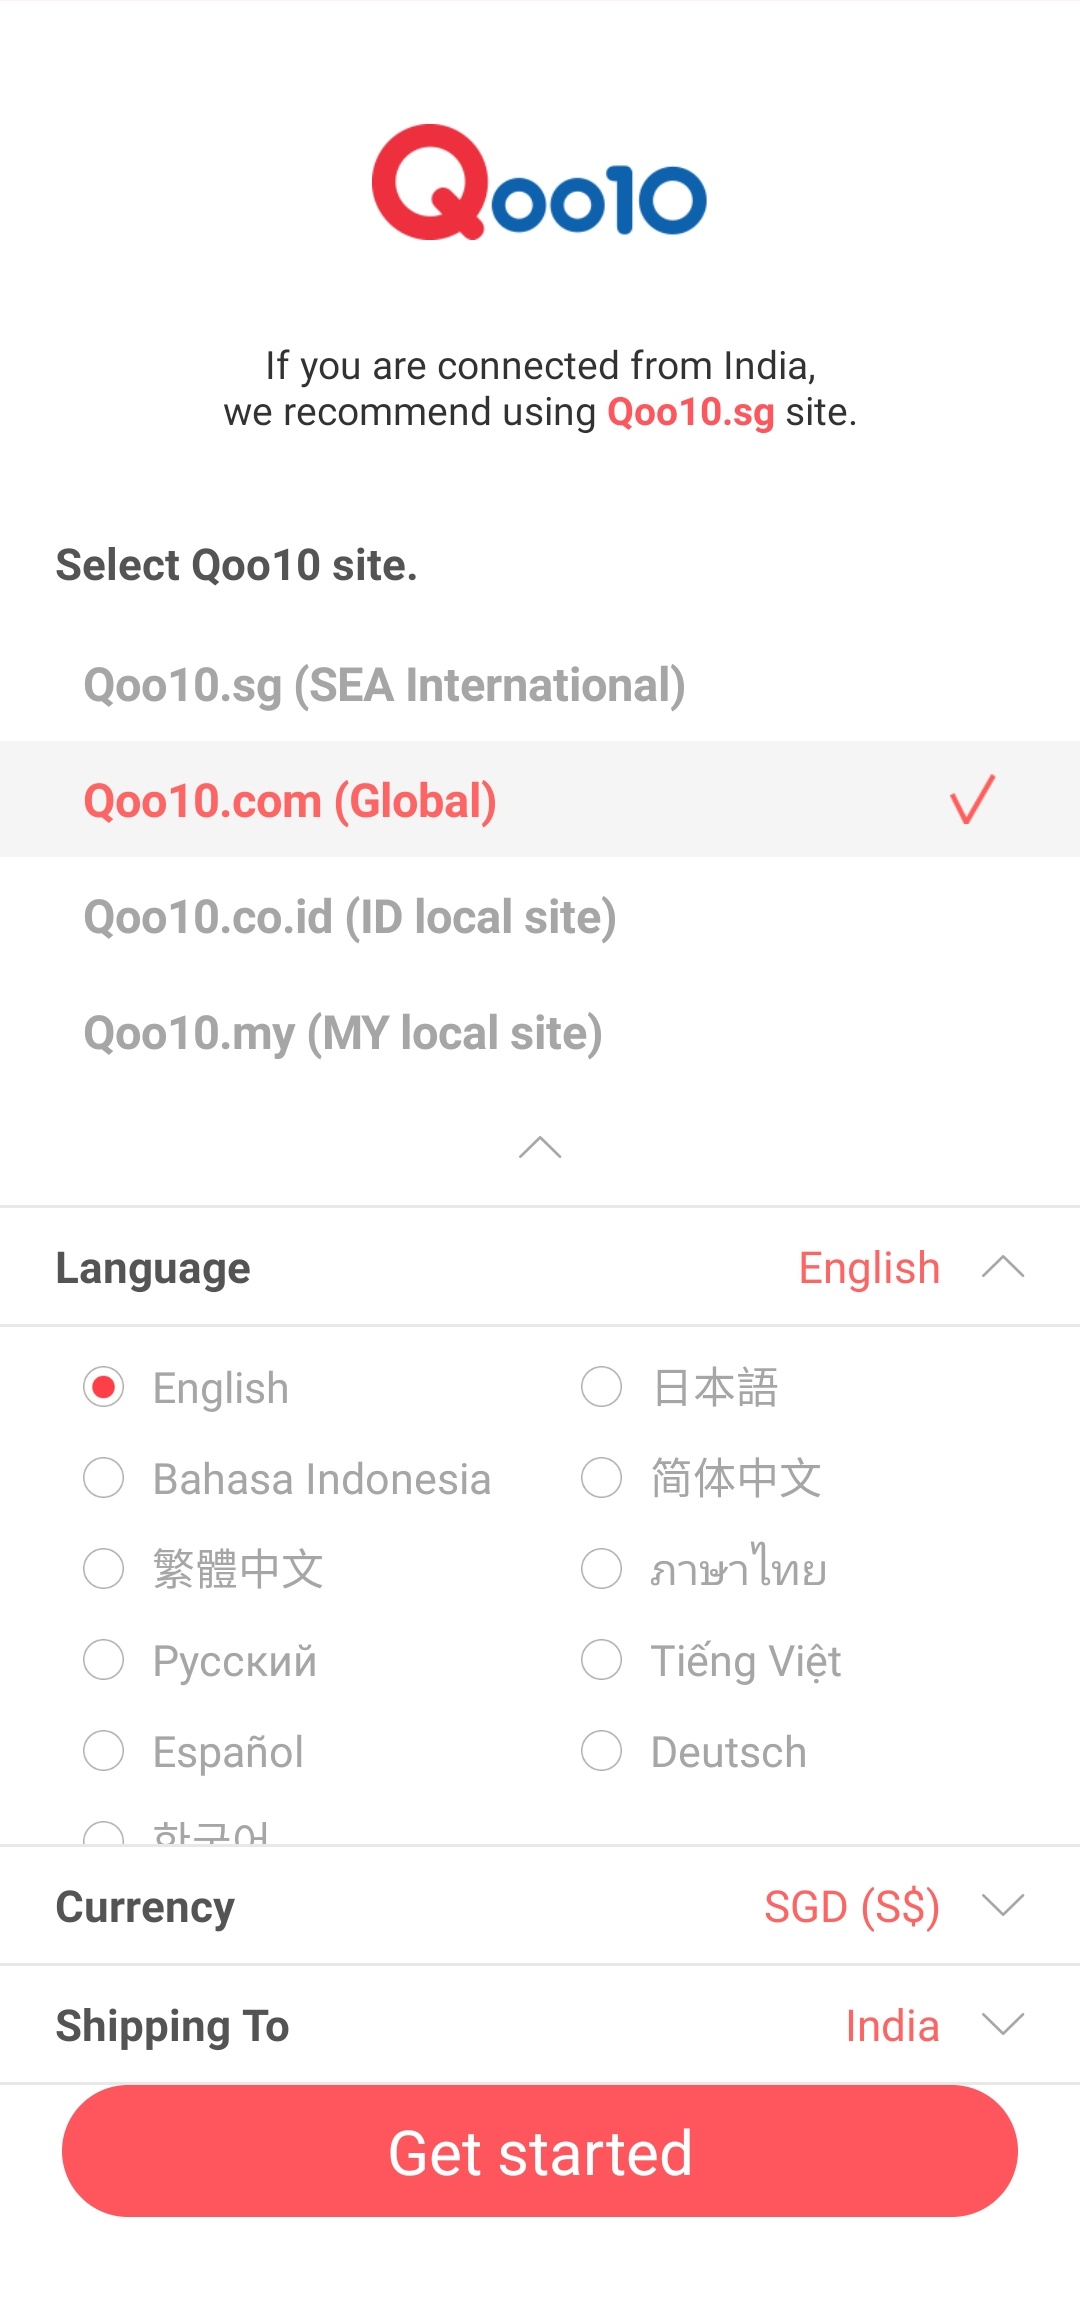 Qoo10
If you are connected from India,
we recommend using Qoo10.sg site.
Select Qoo10 site.
Qoo10.sg (SEA International)
Qoo10.com (Global)
Qoo10.co.id (ID local site)
Qoo10.my (MY local site)
Language English
English 日本語
Bahasa Indonesia 简体中文
繁體中文 ภาษาไทย
Русский Tiếng Việt
Español Deutsch
한국어
Currency SGD (S$)
Shipping To India
Get started